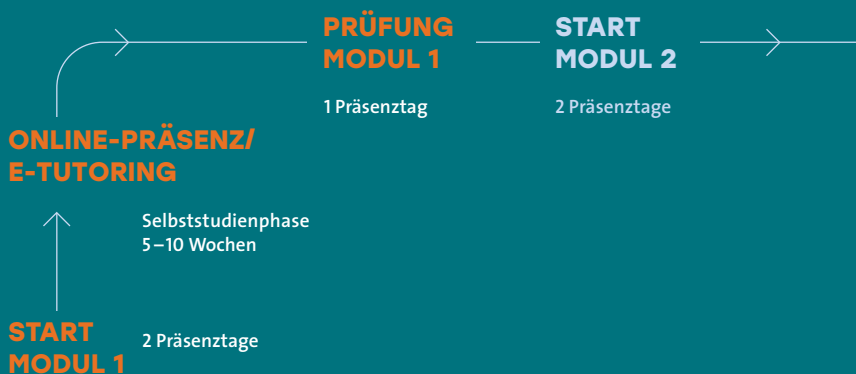 PRÜFUNG
MODUL 1
1 Präsenztag
START
MODUL 2
2 Präsenztage
ONLINE-PRÄSENZ/
E-TUTORING
Selbststudienphase
5–10 Wochen
START
MODUL 1
2 Präsenztage